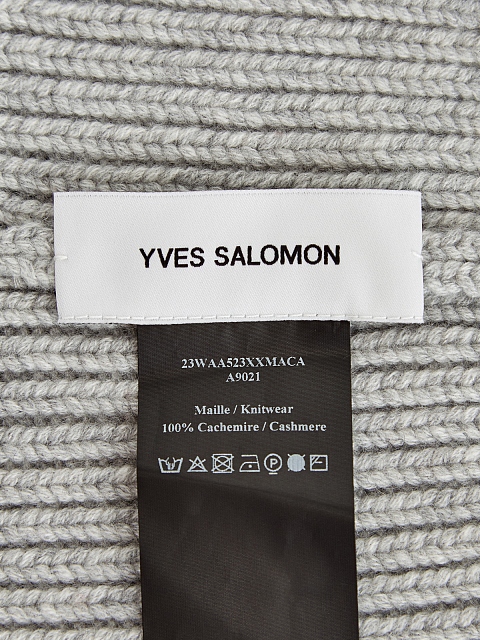 YVES SALOMON
23WAA523XXMACA
A9021
Maille / Knitwear
100% Cachemire / Cashmere